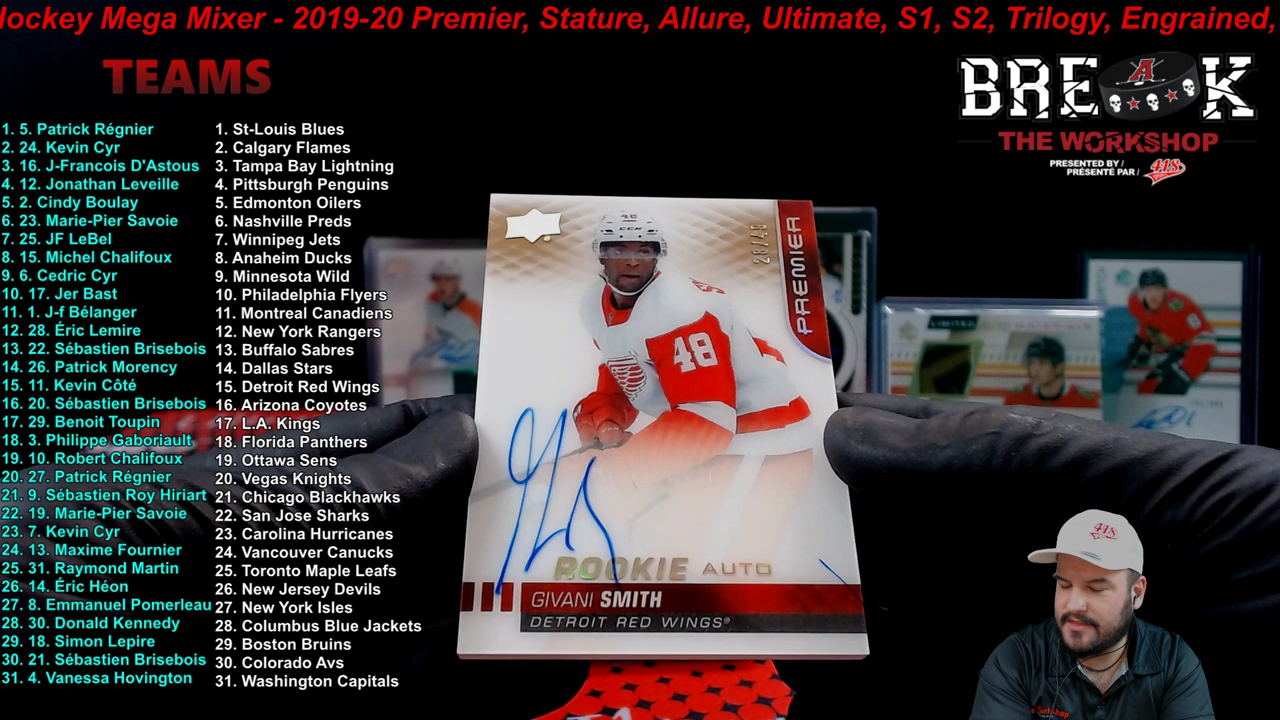 Hockey Mega Mixer - 2019-20 Premier, Stature, Allure, Ultimate, S1, S2, Trilogy, Engrained,
TEAMS
1. 5. Patrick Régnier
2. 24. Kevin Cyr
3. 16. J-Francois D'Astous
4. 12. Jonathan Leveille
5. 2. Cindy Boulay
6. 23. Marie-Pier Savoie
7. 25. JF LeBel
8. 15. Michel Chalifoux
9. 6. Cedric Cyr
10. 17. Jer Bast
11. 1. J-f Bélanger
12. 28. Éric Lemire
13. 22. Sébastien Brisebois
14. 26. Patrick Morency
15. 11. Kevin Côté
16. 20. Sébastien Brisebois
17. 29. Benoit Toupin
18. 3. Philippe Gaboriault
19. 10. Robert Chalifoux
20. 27. Patrick Régnier
21. 9. Sébastien Roy Hiriart
22. 19. Marie-Pier Savoie
23. 7. Kevin Cyr
24. 13. Maxime Fournier
25. 31. Raymond Martin
26. 14. Éric Héon
27. 8. Emmanuel Pomerleau
28. 30. Donald Kennedy
29. 18. Simon Lepire
30. 21. Sébastien Brisebois
31. 4. Vanessa Hovington
1. St-Louis Blues
2. Calgary Flames
3. Tampa Bay Lightning
4. Pittsburgh Penguins
5. Edmonton Oilers
6. Nashville Preds
7. Winnipeg Jets
8. Anaheim Ducks
9. Minnesota Wild
10. Philadelphia Flyers
11. Montreal Canadiens
12. New York Rangers
13. Buffalo Sabres
14. Dallas Stars
15. Detroit Red Wings
16. Arizona Coyotes
17. L.A. Kings
18. Florida Panthers
19. Ottawa Sens
20. Vegas Knights
21. Chicago Blackhawks
22. San Jose Sharks
23. Carolina Hurricanes
24. Vancouver Canucks
25. Toronto Maple Leafs
26. New Jersey Devils
27. New York Isles
28. Columbus Blue Jackets
29. Boston Bruins
30. Colorado Avs
31. Washington Capitals
BREAK
THE WORKSHOP
PRESENTED BY /
PRÉSENTÉ PAR /
418
PREMIER
28/49
48
CCM
48
ROOKIE AUTO
GIVANI SMITH
DETROIT RED WINGS®
418